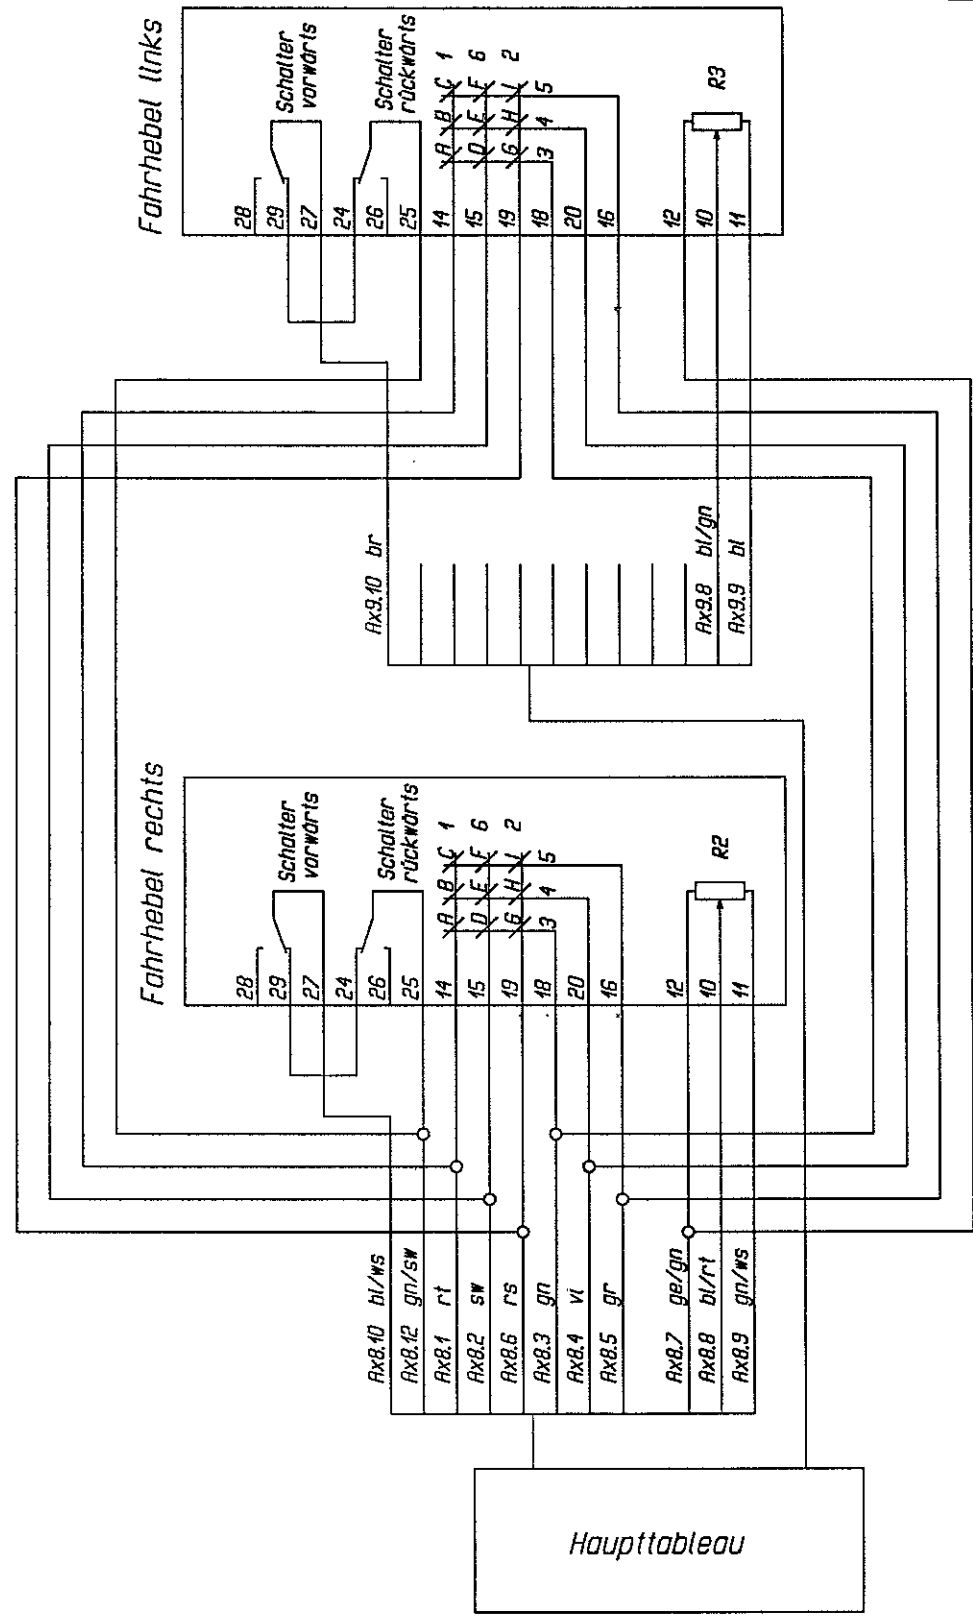 Fahrhebel links
Schalter
vorwärts
Schalter
rückwärts
28
29
27
24
26
25
14
15
19
18
20
16
12
10
11
A B C 1
D E F 6
G H I 2
3 4 5
R3
Ax9.10 br
Ax9.8 bl/gn
Ax9.9 bl
Fahrhebel rechts
Schalter
vorwärts
Schalter
rückwärts
28
29
27
24
26
25
14
15
19
18
20
16
12
10
11
A B C 1
D E F 6
G H I 2
3 4 5
R2
Ax8.10 bl/ws
Ax8.12 gn/sw
Ax8.1 rt
Ax8.2 sw
Ax8.6 rs
Ax8.3 gn
Ax8.4 vi
Ax8.5 gr
Ax8.7 ge/gn
Ax8.8 bl/rt
Ax8.9 gn/ws
Haupttableau